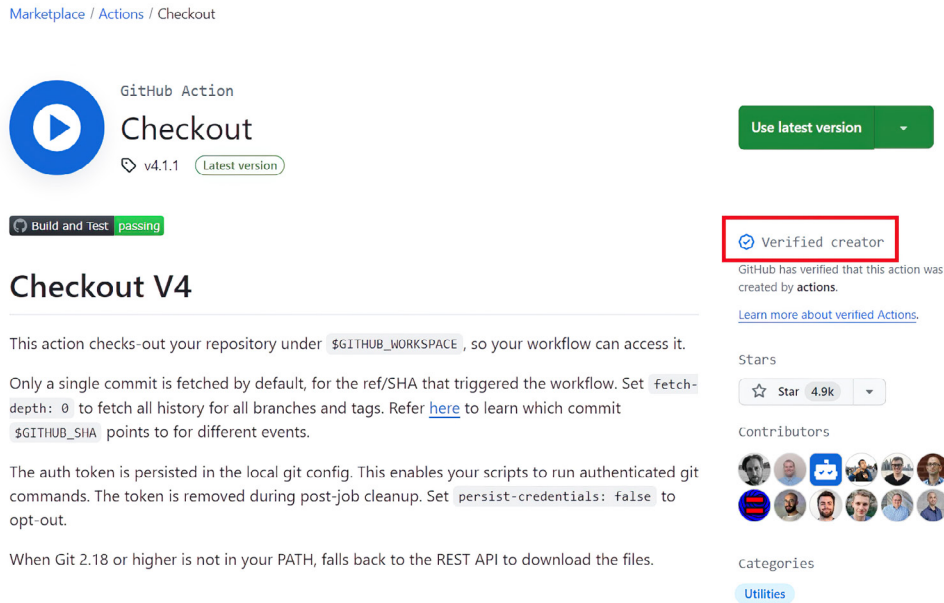 Marketplace / Actions / Checkout
GitHub Action
Checkout
v4.1.1 Latest version
Use latest version
Build and Test passing
Checkout V4
This action checks-out your repository under $GITHUB_WORKSPACE, so your workflow can access it.
Only a single commit is fetched by default, for the ref/SHA that triggered the workflow. Set fetch-
depth: 0 to fetch all history for all branches and tags. Refer here to learn which commit
$GITHUB_SHA points to for different events.
The auth token is persisted in the local git config. This enables your scripts to run authenticated git
commands. The token is removed during post-job cleanup. Set persist-credentials: false to
opt-out.
When Git 2.18 or higher is not in your PATH, falls back to the REST API to download the files.
Verified creator
GitHub has verified that this action was
created by actions.
Learn more about verified Actions.
Stars
Star 4.9k
Contributors
Categories
Utilities